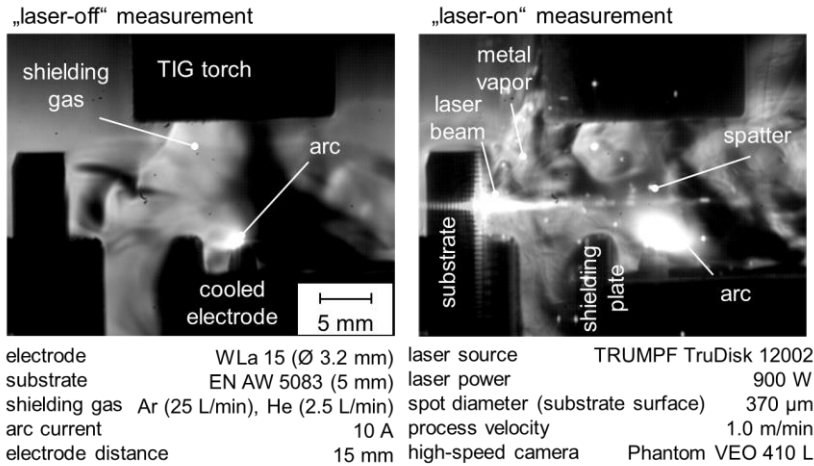 „laser-off“ measurement
shielding
gas
TIG torch
arc
cooled
electrode
5 mm
electrode WLa 15 (Ø 3.2 mm)
substrate EN AW 5083 (5 mm)
shielding gas Ar (25 L/min), He (2.5 L/min)
arc current 10 A
electrode distance 15 mm
„laser-on“ measurement
metal
vapor
laser
beam
spatter
substrate
shielding
plate
arc
laser source TRUMPF TruDisk 12002
laser power 900 W
spot diameter (substrate surface) 370 µm
process velocity 1.0 m/min
high-speed camera Phantom VEO 410 L